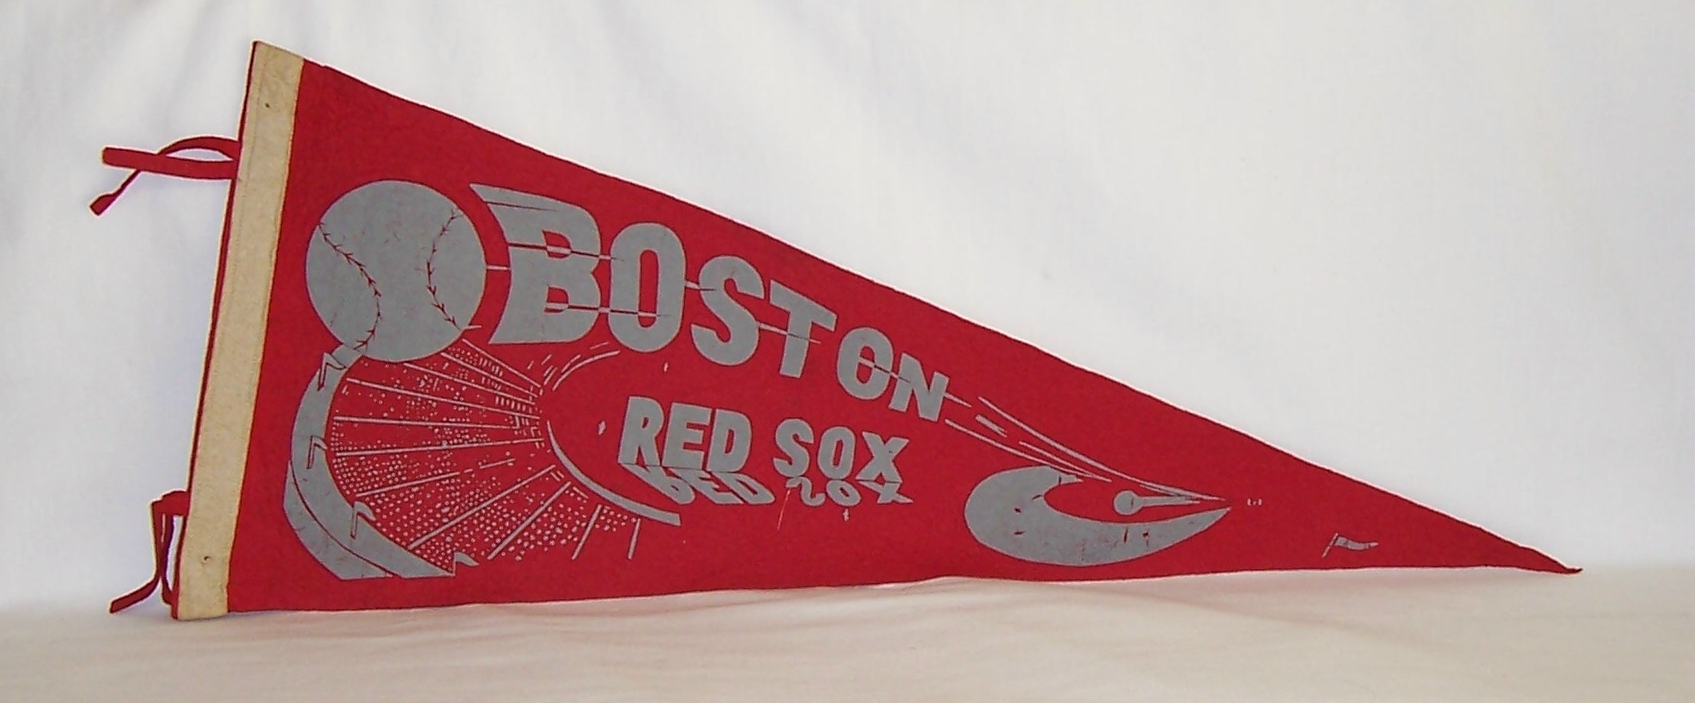 BOSTON
RED SOX